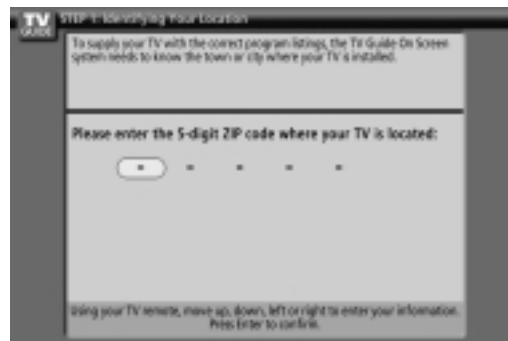 TV
GUIDE
STEP 1: Identifying Your Location
To supply your TV with the correct program listings, the TV Guide On Screen
system needs to know the town or city where your TV is installed.
Please enter the 5-digit ZIP code where your TV is located:
- - - - -
Using your TV remote, move up, down, left or right to enter your information.
Press Enter to confirm.